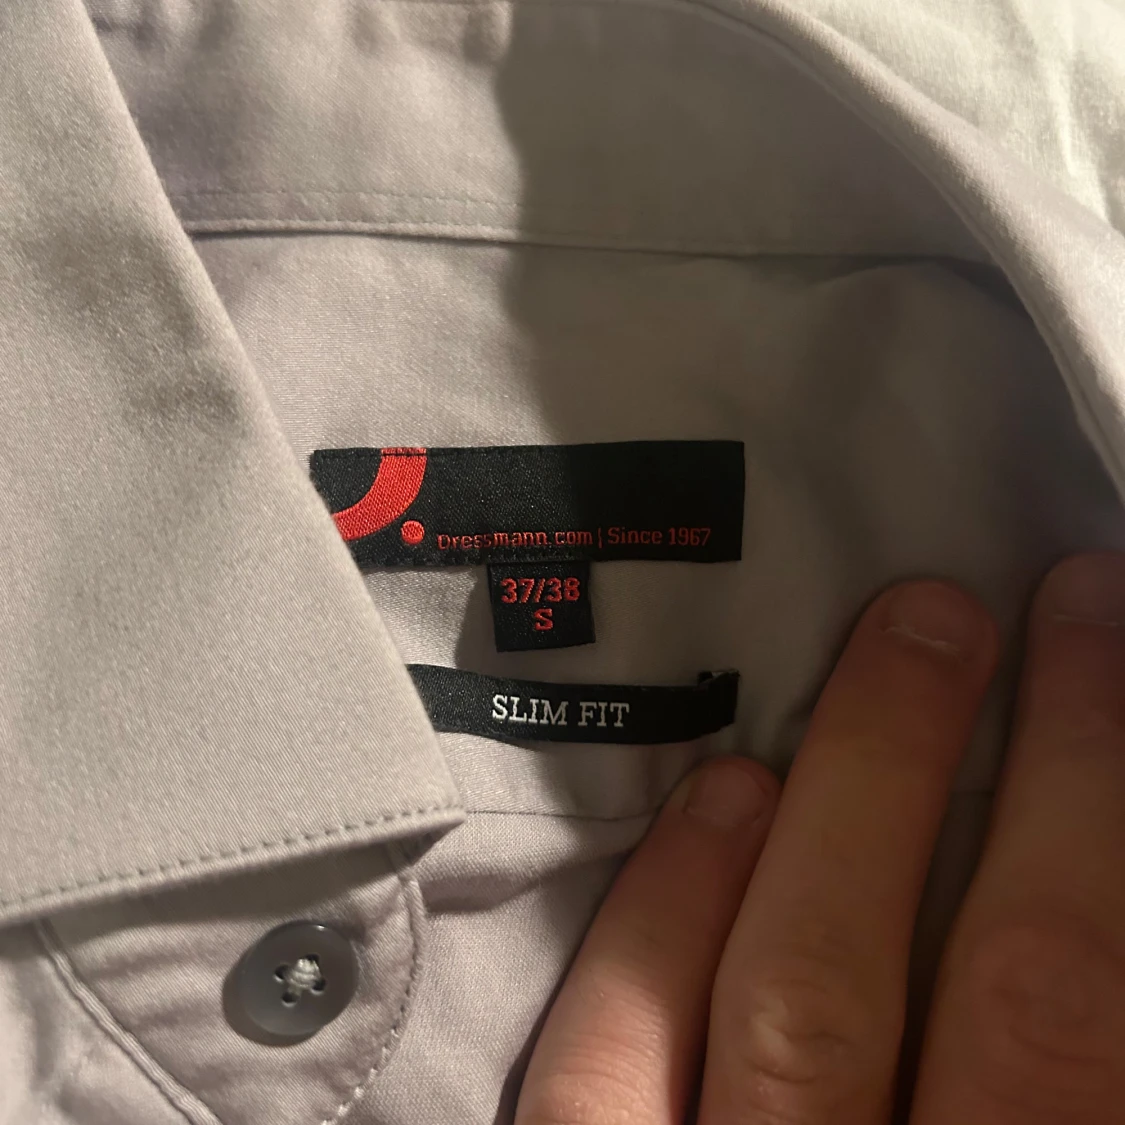 Dressmann.com | Since 1967
37/38
S
SLIM FIT